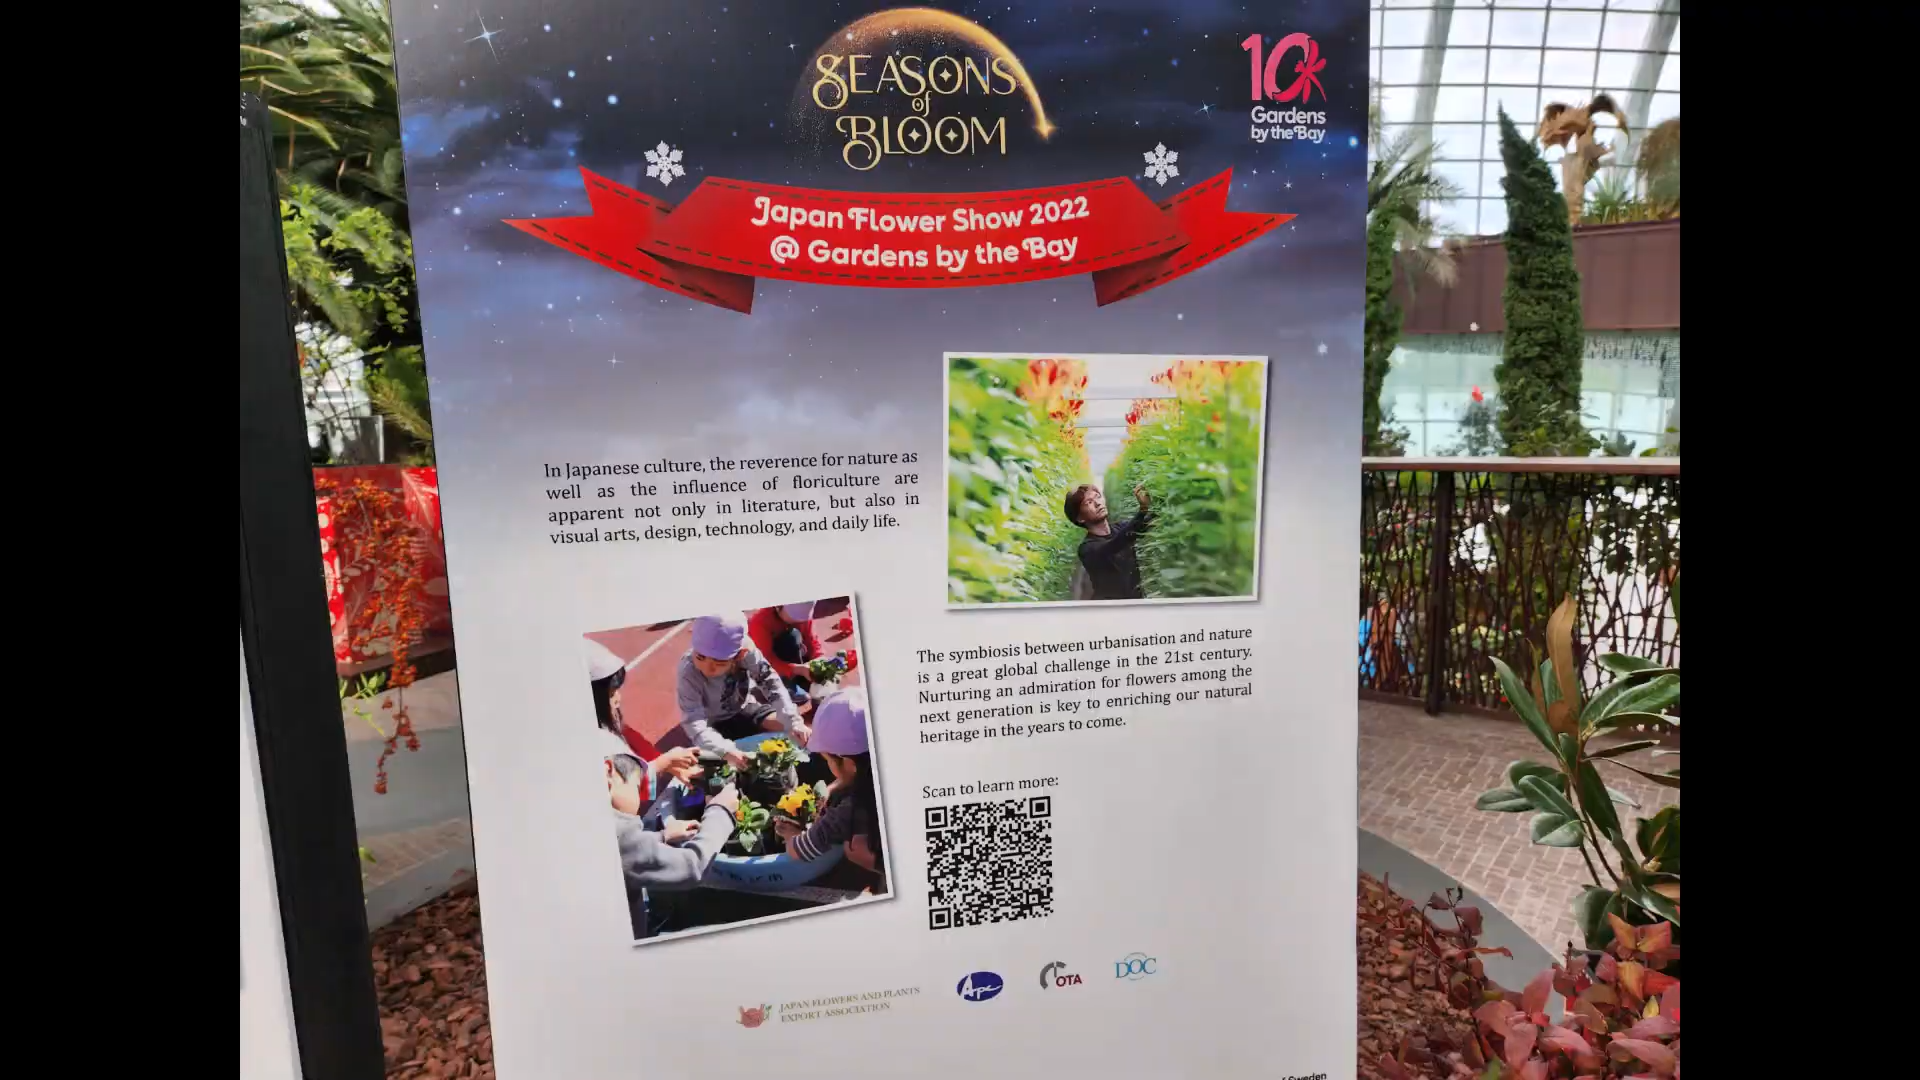 SEASONS
of
BLOOM
10
Gardens
by the Bay
Japan Flower Show 2022
@ Gardens by the Bay
In Japanese culture, the reverence for nature as
well as the influence of floriculture are
apparent not only in literature, but also in
visual arts, design, technology, and daily life.
The symbiosis between urbanisation and nature
is a great global challenge in the 21st century.
Nurturing an admiration for flowers among the
next generation is key to enriching our natural
heritage in the years to come.
Scan to learn more:
JAPAN FLOWERS AND PLANTS
EXPORT ASSOCIATION
Apc
OTA
DOC
Sweden